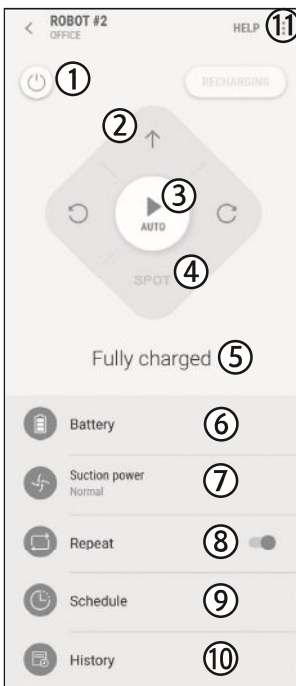 ROBOT #2
OFFICE
HELP
⑪
①
RECHARGING
②
③
AUTO
SPOT
④
Fully charged
⑤
Battery
⑥
Suction power
Normal
⑦
Repeat
⑧
Schedule
⑨
History
⑩